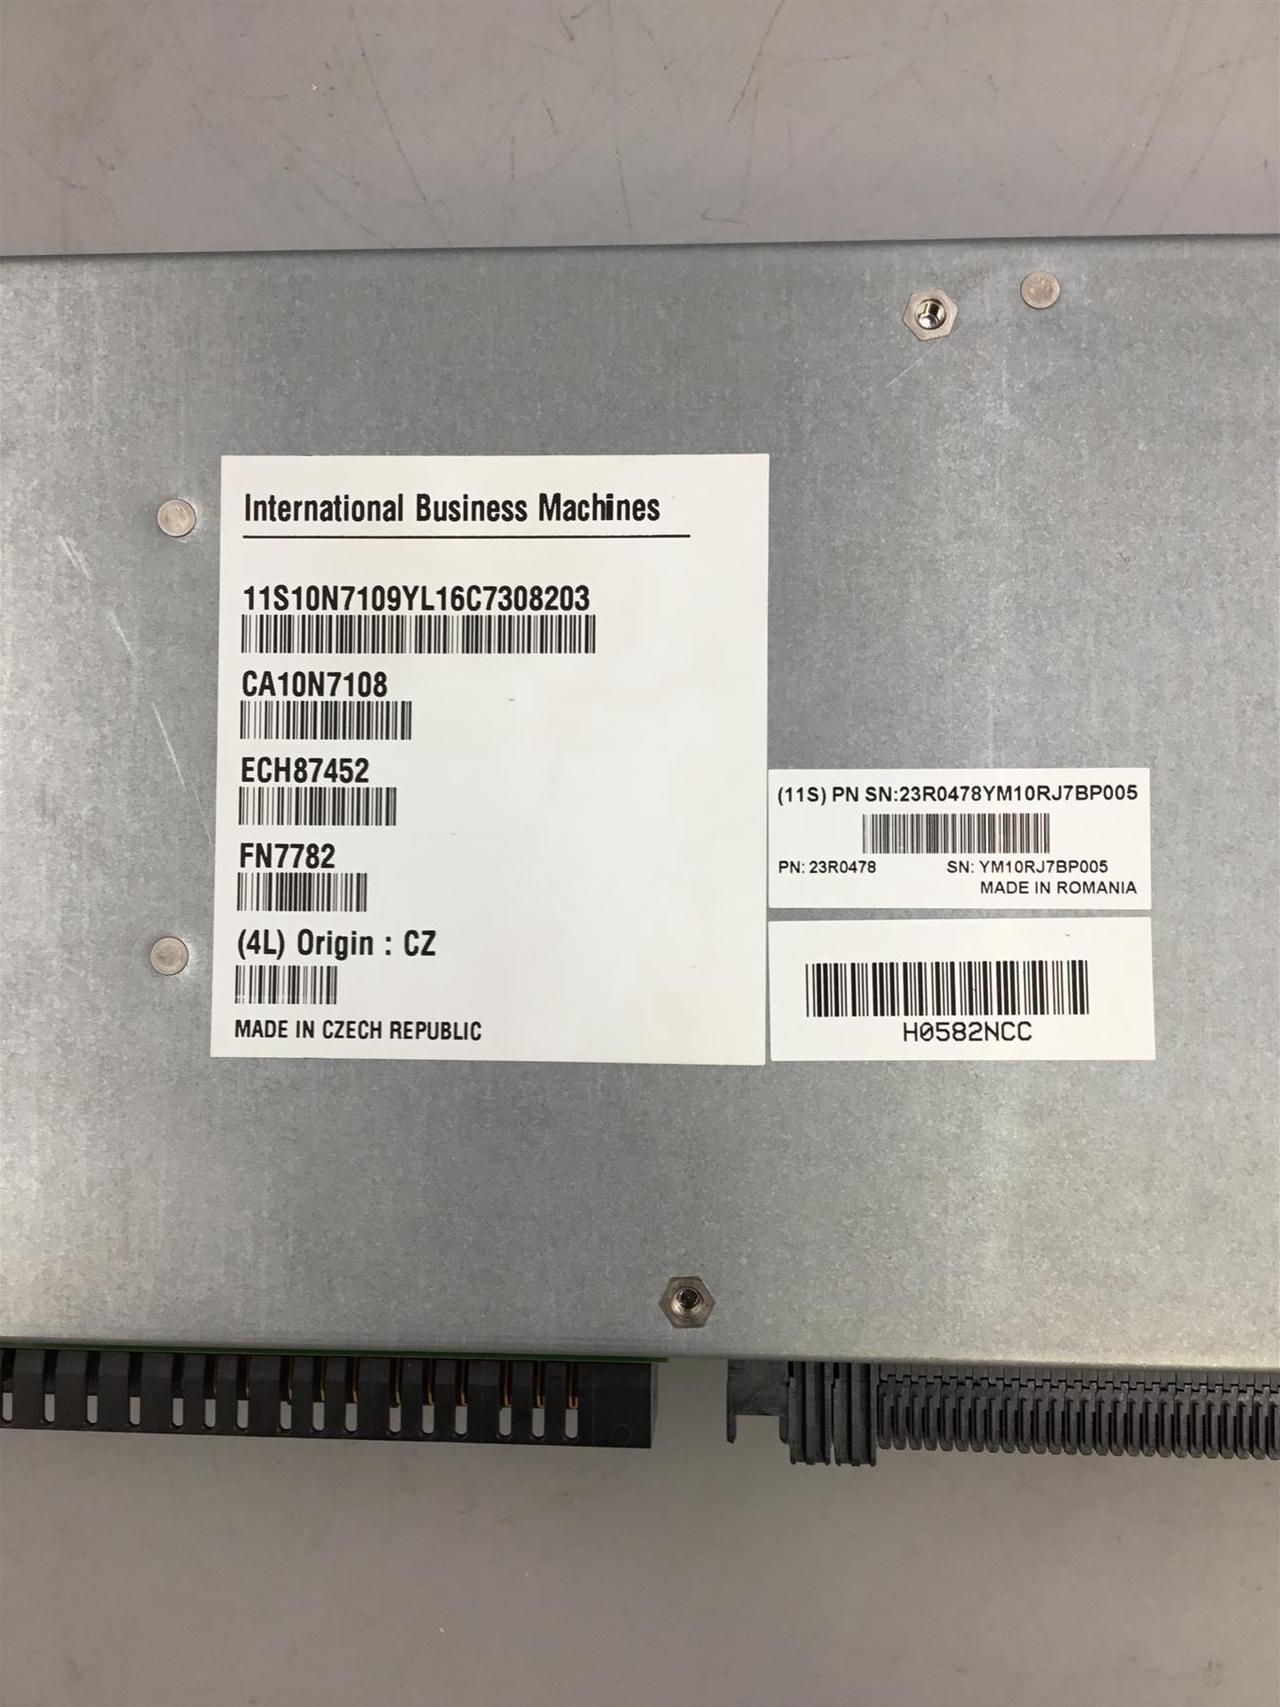 International Business Machines
11S10N7109YL16C7308203
CA10N7108
ECH87452
FN7782
(4L) Origin : CZ
MADE IN CZECH REPUBLIC
(11S) PN SN:23R0478YM10RJ7BP005
PN: 23R0478 SN: YM10RJ7BP005
MADE IN ROMANIA
H0582NCC